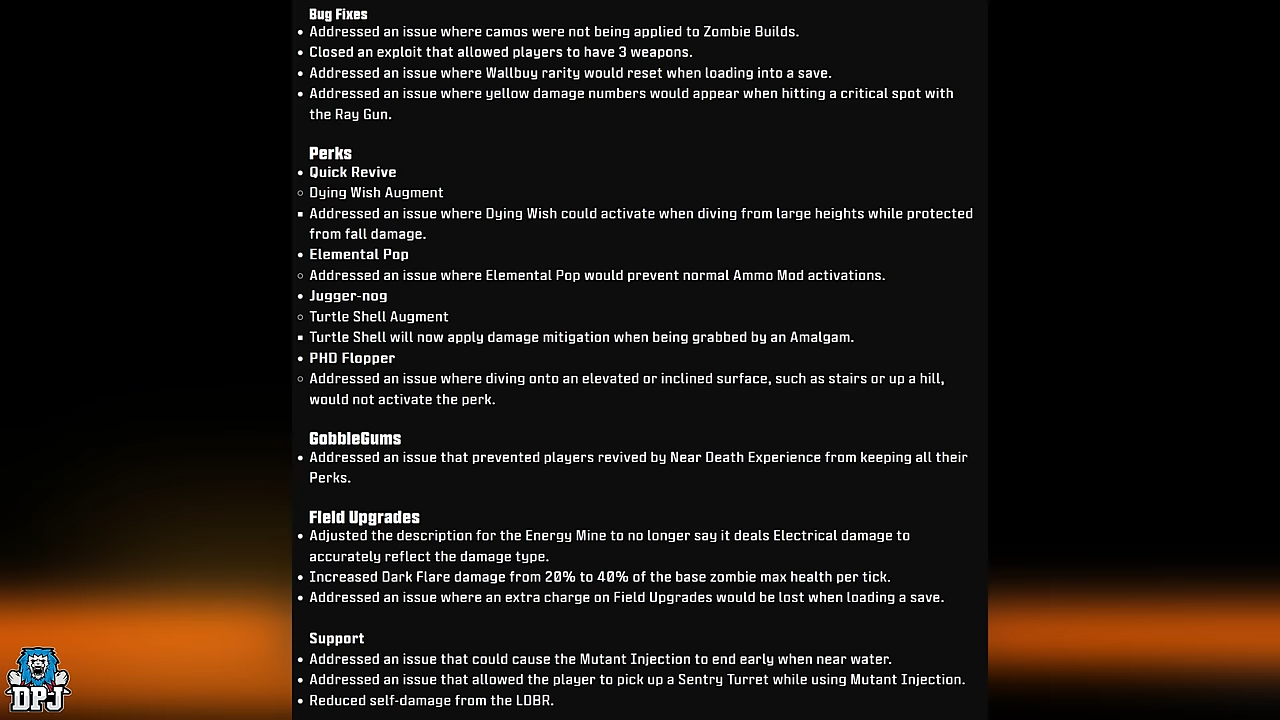 Bug Fixes
• Addressed an issue where camos were not being applied to Zombie Builds.
• Closed an exploit that allowed players to have 3 weapons.
• Addressed an issue where Wallbuy rarity would reset when loading into a save.
• Addressed an issue where yellow damage numbers would appear when hitting a critical spot with
the Ray Gun.
Perks
• Quick Revive
○ Dying Wish Augment
▪ Addressed an issue where Dying Wish could activate when diving from large heights while protected
from fall damage.
• Elemental Pop
○ Addressed an issue where Elemental Pop would prevent normal Ammo Mod activations.
• Jugger-nog
○ Turtle Shell Augment
▪ Turtle Shell will now apply damage mitigation when being grabbed by an Amalgam.
• PHD Flopper
○ Addressed an issue where diving onto an elevated or inclined surface, such as stairs or up a hill,
would not activate the perk.
GobbleGums
• Addressed an issue that prevented players revived by Near Death Experience from keeping all their
Perks.
Field Upgrades
• Adjusted the description for the Energy Mine to no longer say it deals Electrical damage to
accurately reflect the damage type.
• Increased Dark Flare damage from 20% to 40% of the base zombie max health per tick.
• Addressed an issue where an extra charge on Field Upgrades would be lost when loading a save.
Support
• Addressed an issue that could cause the Mutant Injection to end early when near water.
• Addressed an issue that allowed the player to pick up a Sentry Turret while using Mutant Injection.
• Reduced self-damage from the LDBR.
DPJ